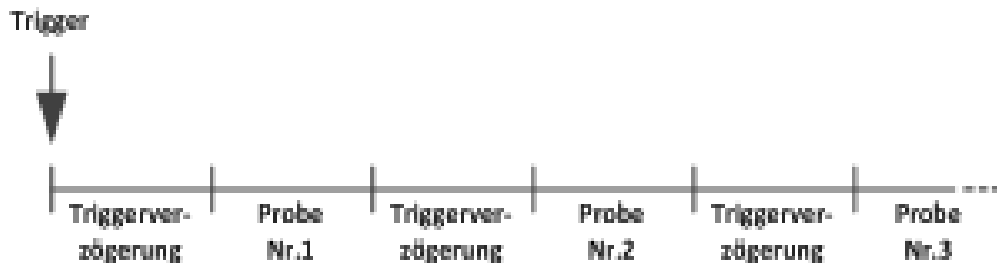 Trigger
Triggerver-
zögerung
Probe
Nr.1
Triggerver-
zögerung
Probe
Nr.2
Triggerver-
zögerung
Probe
Nr.3